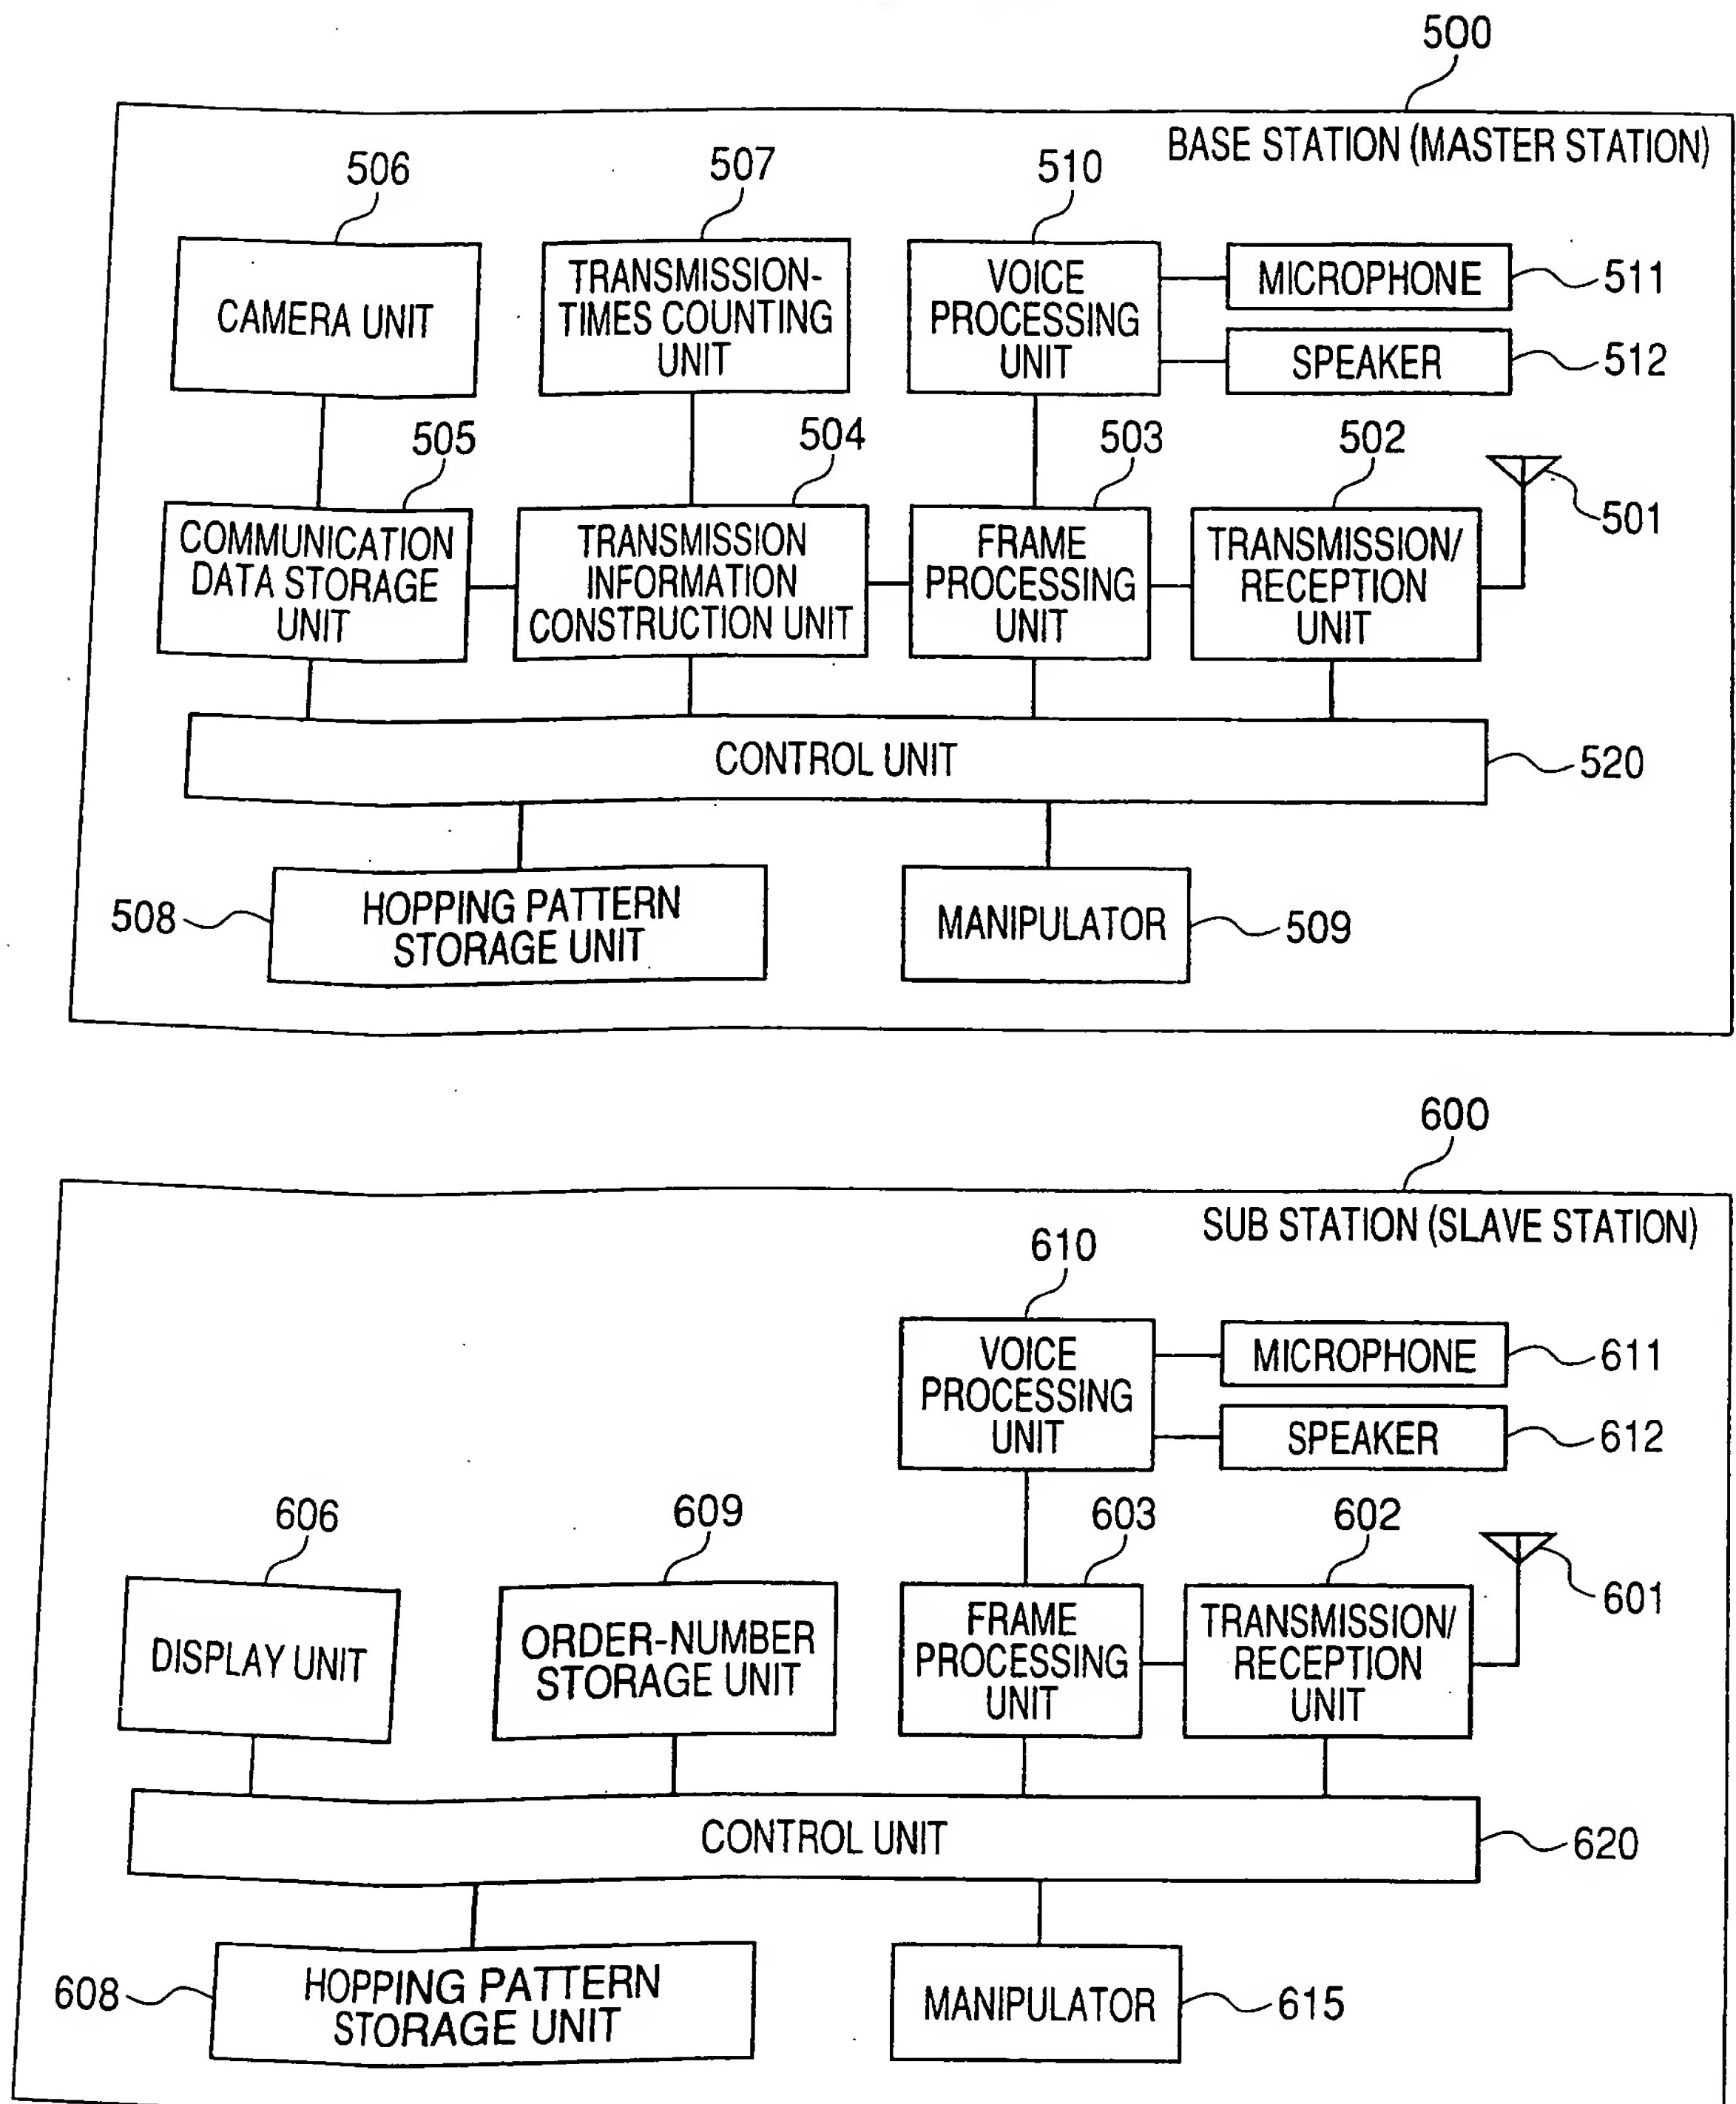 500
BASE STATION (MASTER STATION)
506
507
510
CAMERA UNIT
TRANSMISSION-
TIMES COUNTING
UNIT
VOICE
PROCESSING
UNIT
MICROPHONE
511
SPEAKER
512
505
504
503
502
501
COMMUNICATION
DATA STORAGE
UNIT
TRANSMISSION
INFORMATION
CONSTRUCTION UNIT
FRAME
PROCESSING
UNIT
TRANSMISSION/
RECEPTION
UNIT
CONTROL UNIT
520
508
HOPPING PATTERN
STORAGE UNIT
MANIPULATOR
509
600
SUB STATION (SLAVE STATION)
610
VOICE
PROCESSING
UNIT
MICROPHONE
611
SPEAKER
612
606
609
603
602
601
DISPLAY UNIT
ORDER-NUMBER
STORAGE UNIT
FRAME
PROCESSING
UNIT
TRANSMISSION/
RECEPTION
UNIT
CONTROL UNIT
620
608
HOPPING PATTERN
STORAGE UNIT
MANIPULATOR
615